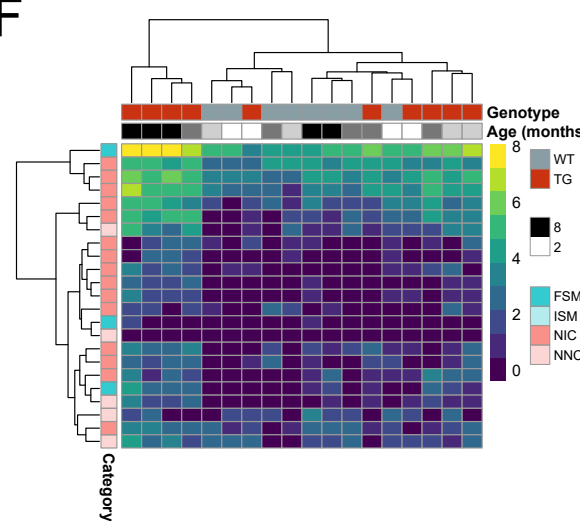 F
Genotype
Age (months
8
6
4
2
0
WT
TG
8
2
FSM
ISM
NIC
NNC
Category